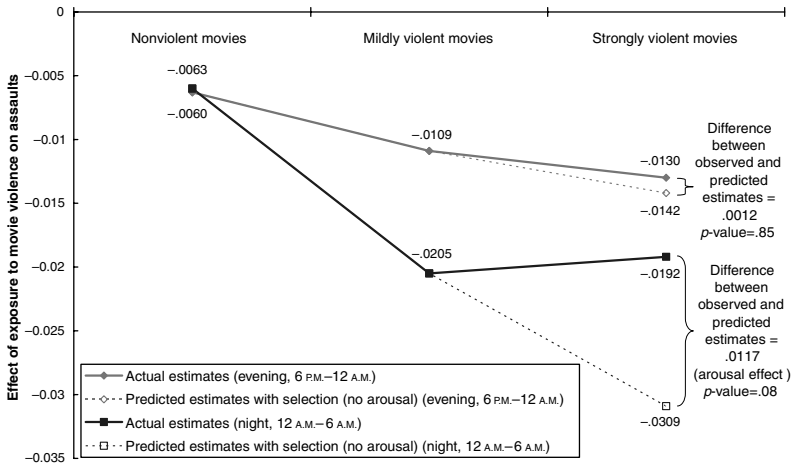 0
Nonviolent movies
Mildly violent movies
Strongly violent movies
–.0063
–0.005
–.0060
–.0109
–0.01
–.0130
–0.015
–.0142
–.0205
–0.02
–.0192
–0.025
–0.03
–.0309
–0.035
Effect of exposure to movie violence on assaults
Difference
between
observed and
predicted
estimates =
.0012
p-value=.85
Difference
between
observed and
predicted
estimates =
.0117
(arousal effect )
p-value=.08
Actual estimates (evening, 6 P.M.–12 A.M.)
Predicted estimates with selection (no arousal) (evening, 6 P.M.–12 A.M.)
Actual estimates (night, 12 A.M.–6 A.M.)
Predicted estimates with selection (no arousal) (night, 12 A.M.–6 A.M.)